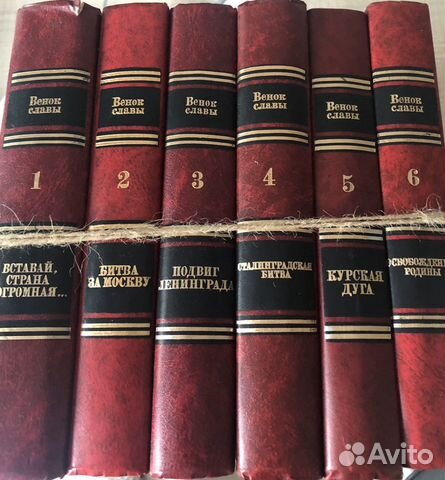 Венок
славы
1
ВСТАВАЙ,
СТРАНА
ОГРОМНАЯ...
Венок
славы
2
БИТВА
ЗА МОСКВУ
Венок
славы
3
ПОДВИГ
ЛЕНИНГРАДА
Венок
славы
4
СТАЛИНГРАДСКАЯ
БИТВА
Венок
славы
5
КУРСКАЯ
ДУГА
Венок
славы
6
ОСВОБОЖДЕНИЕ
РОДИНЫ
Avito